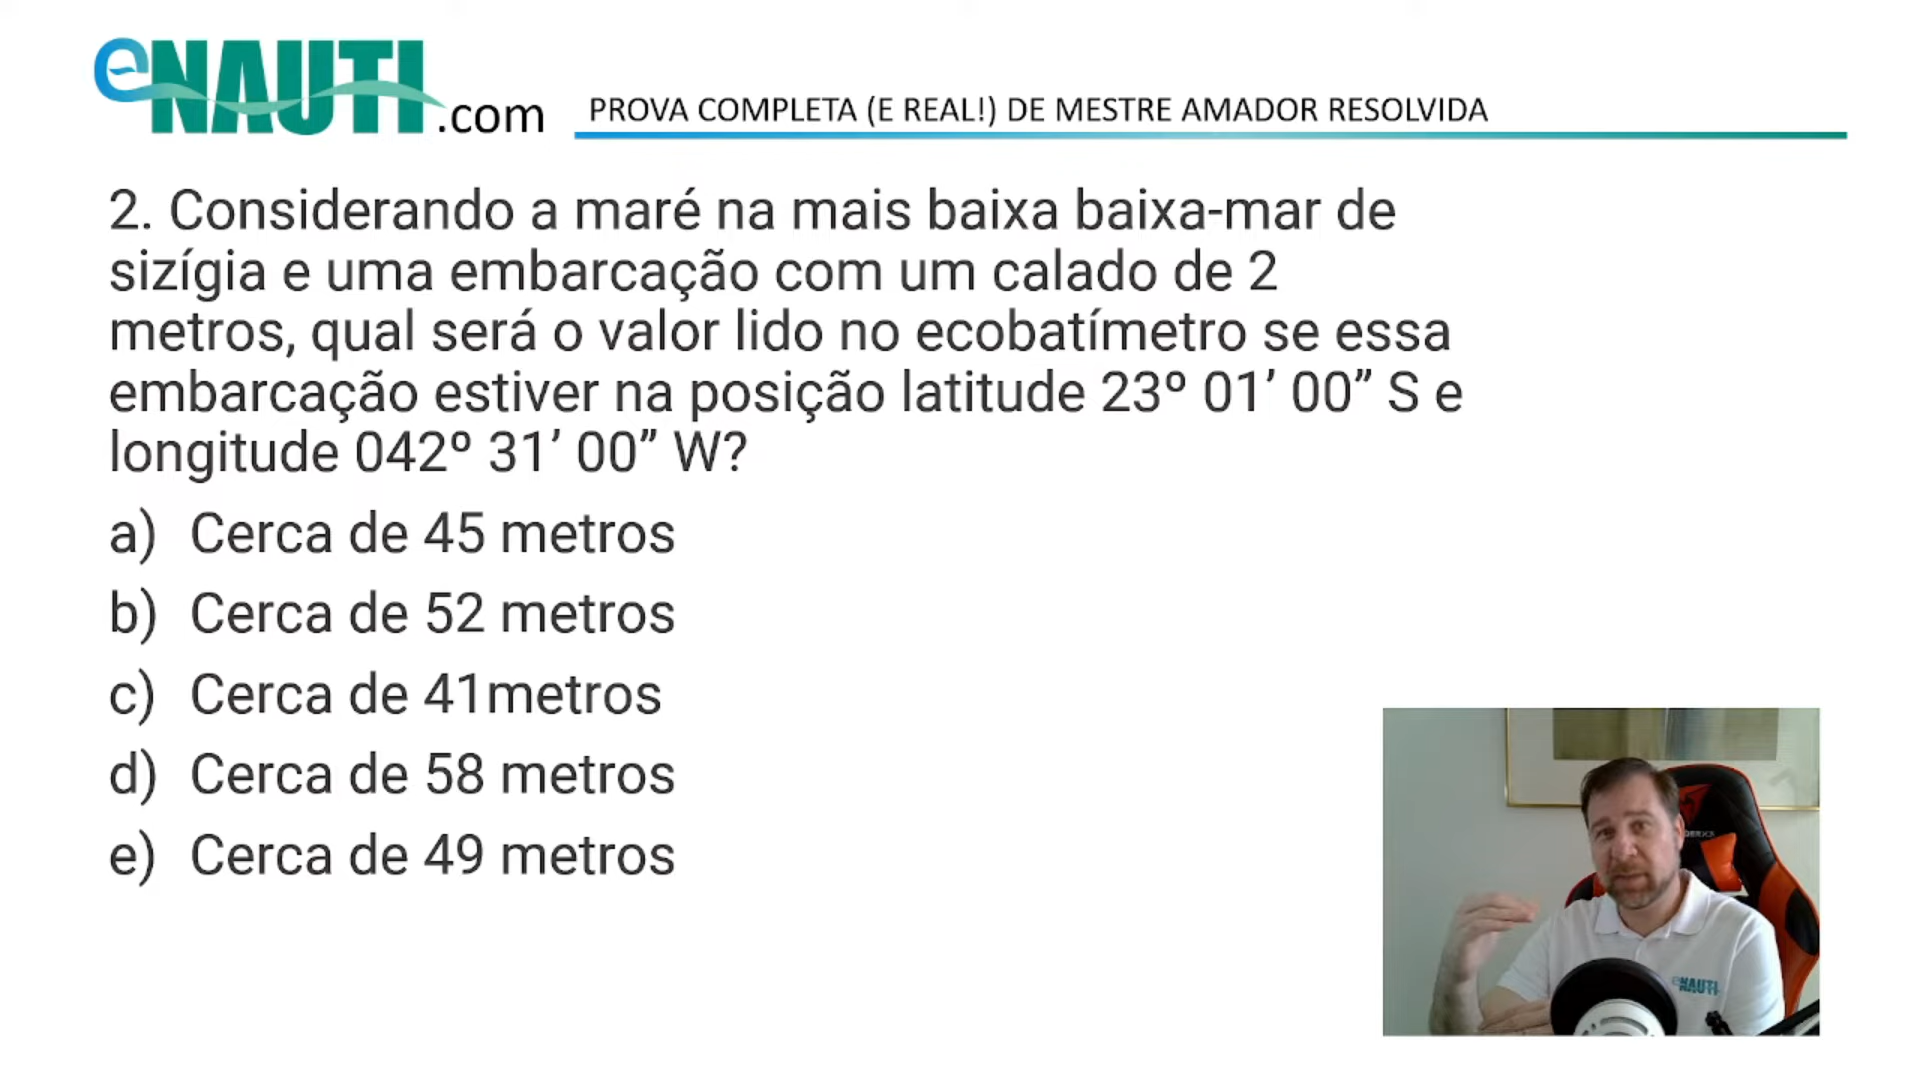 eNAUTI.com
PROVA COMPLETA (E REAL!) DE MESTRE AMADOR RESOLVIDA
2. Considerando a maré na mais baixa baixa-mar de
sizígia e uma embarcação com um calado de 2
metros, qual será o valor lido no ecobatímetro se essa
embarcação estiver na posição latitude 23º 01’ 00” S e
longitude 042º 31’ 00” W?
a) Cerca de 45 metros
b) Cerca de 52 metros
c) Cerca de 41metros
d) Cerca de 58 metros
e) Cerca de 49 metros
eNAUTI